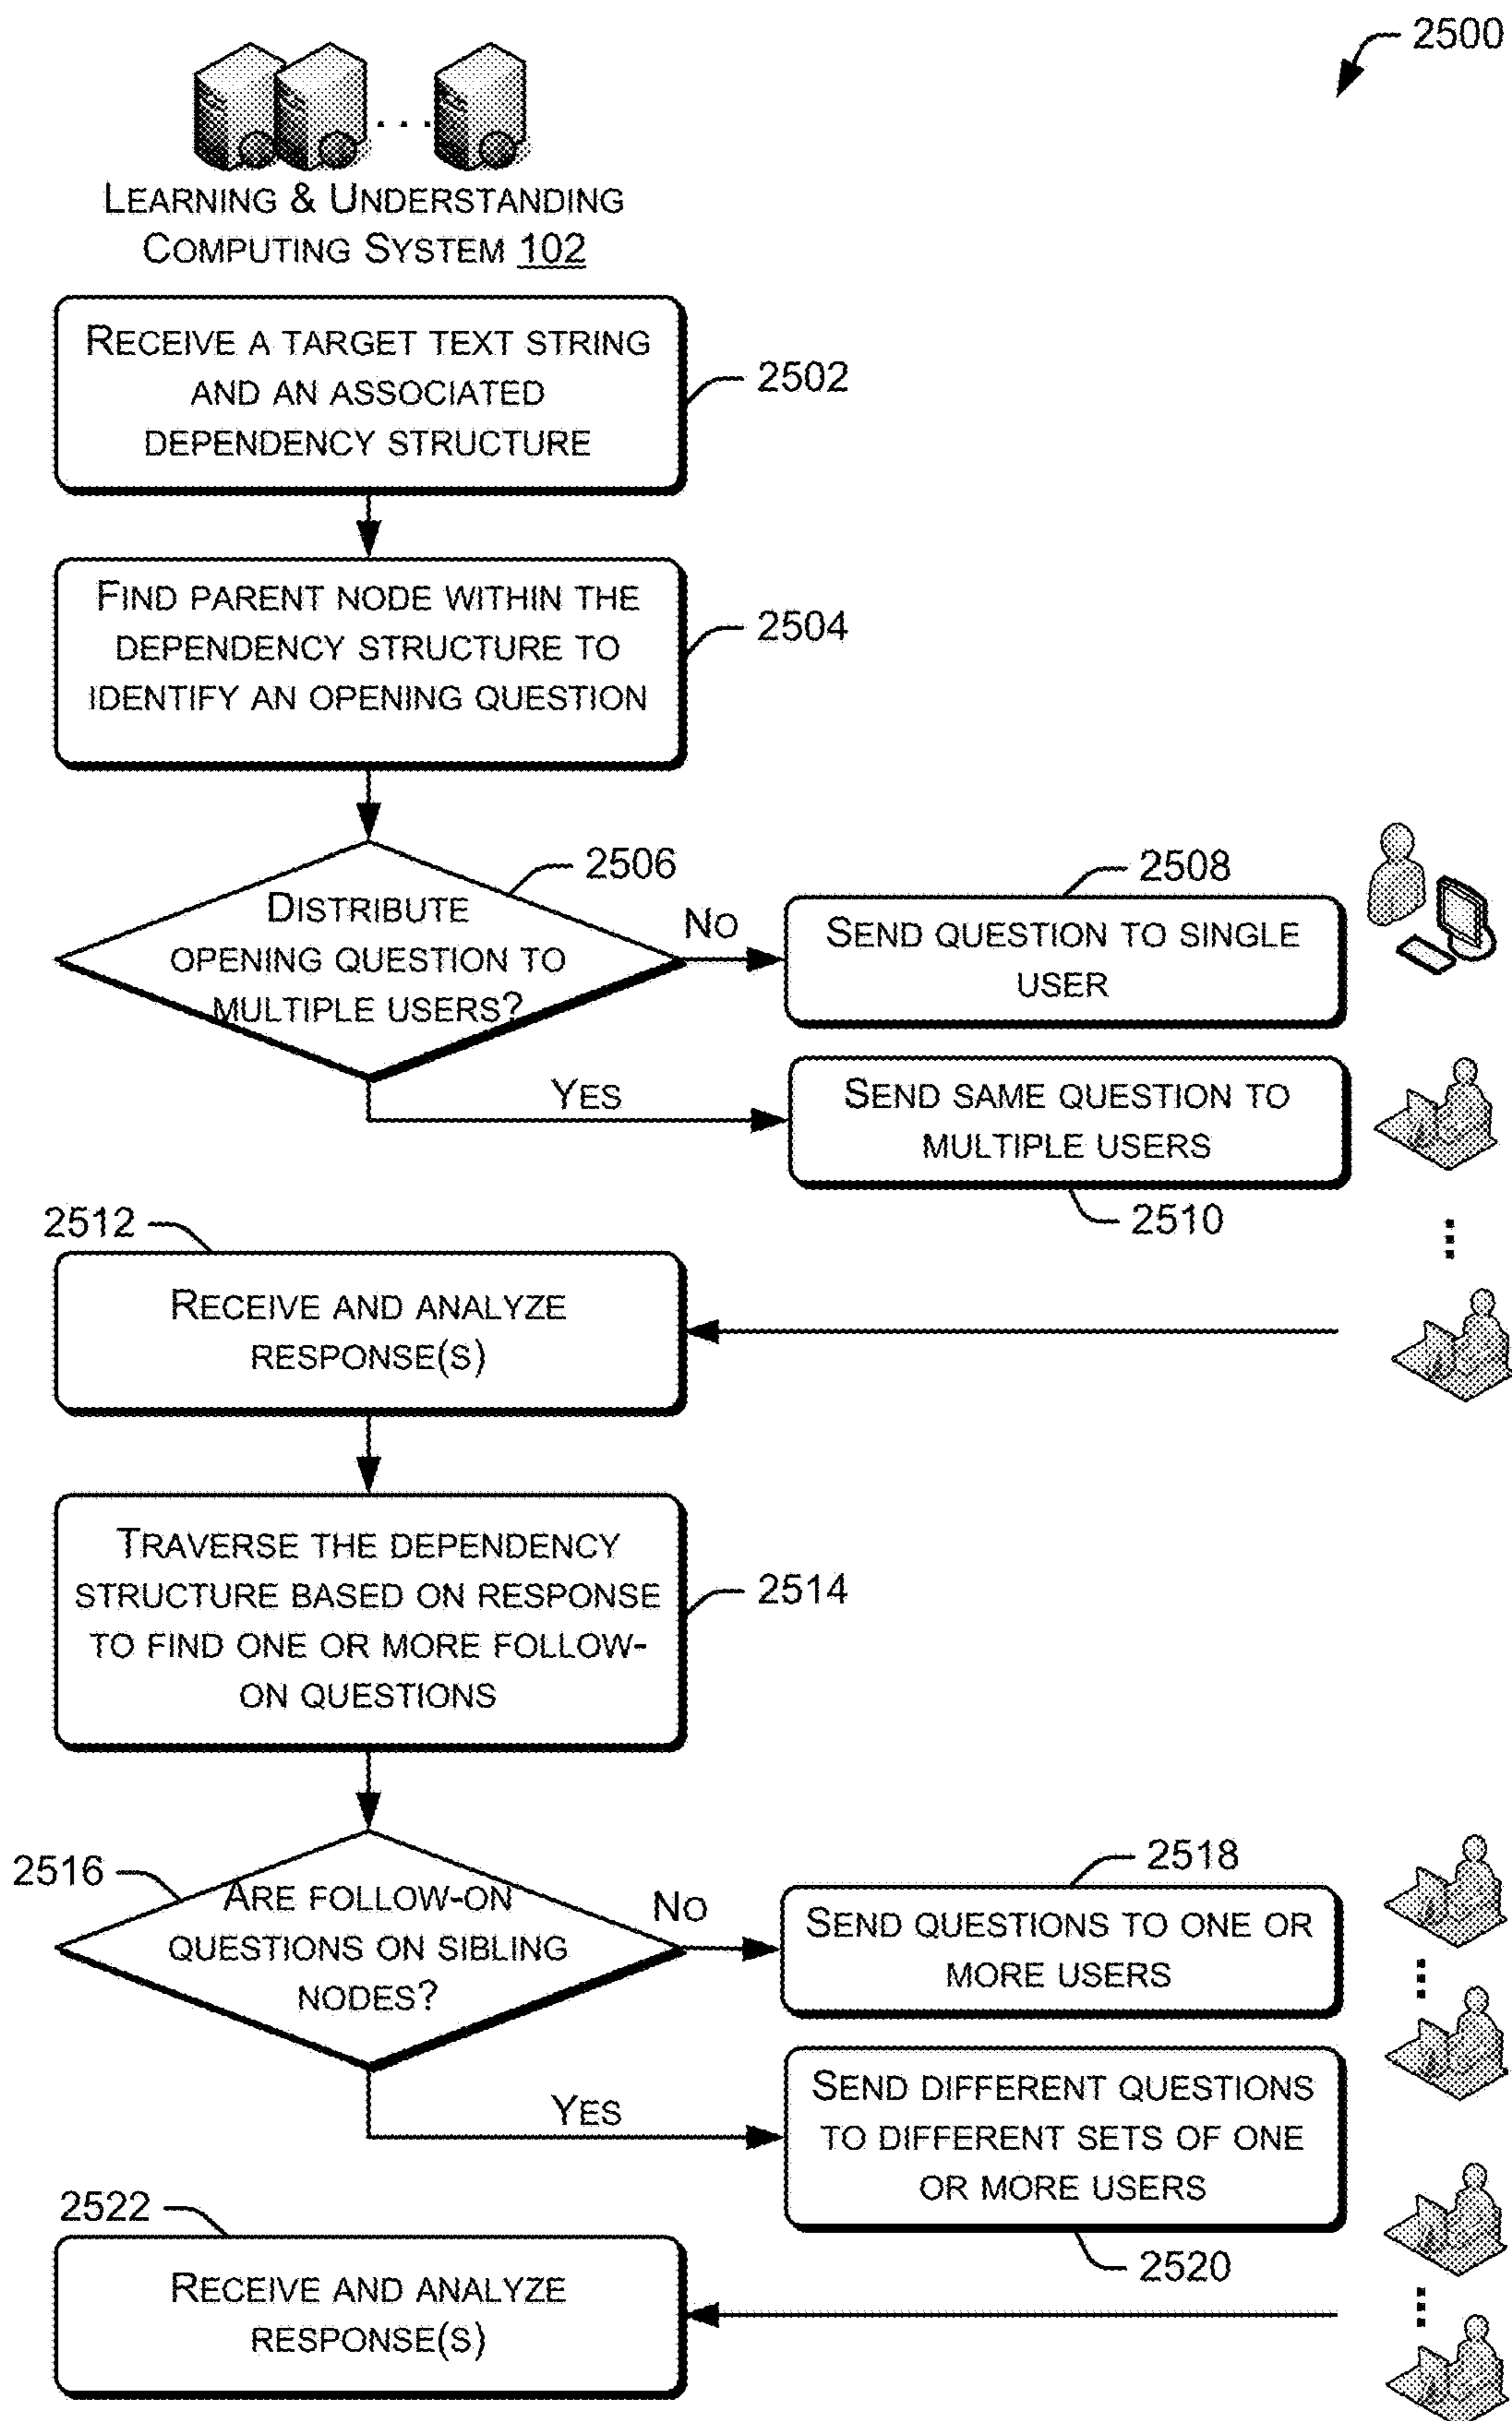 2500
LEARNING & UNDERSTANDING
COMPUTING SYSTEM 102
RECEIVE A TARGET TEXT STRING
AND AN ASSOCIATED
DEPENDENCY STRUCTURE
2502
FIND PARENT NODE WITHIN THE
DEPENDENCY STRUCTURE TO
IDENTIFY AN OPENING QUESTION
2504
2506
DISTRIBUTE
OPENING QUESTION TO
MULTIPLE USERS?
NO
2508
SEND QUESTION TO SINGLE
USER
YES
SEND SAME QUESTION TO
MULTIPLE USERS
2510
2512
RECEIVE AND ANALYZE
RESPONSE(S)
TRAVERSE THE DEPENDENCY
STRUCTURE BASED ON RESPONSE
TO FIND ONE OR MORE FOLLOW-
ON QUESTIONS
2514
2516
ARE FOLLOW-ON
QUESTIONS ON SIBLING
NODES?
NO
2518
SEND QUESTIONS TO ONE OR
MORE USERS
YES
SEND DIFFERENT QUESTIONS
TO DIFFERENT SETS OF ONE
OR MORE USERS
2520
2522
RECEIVE AND ANALYZE
RESPONSE(S)